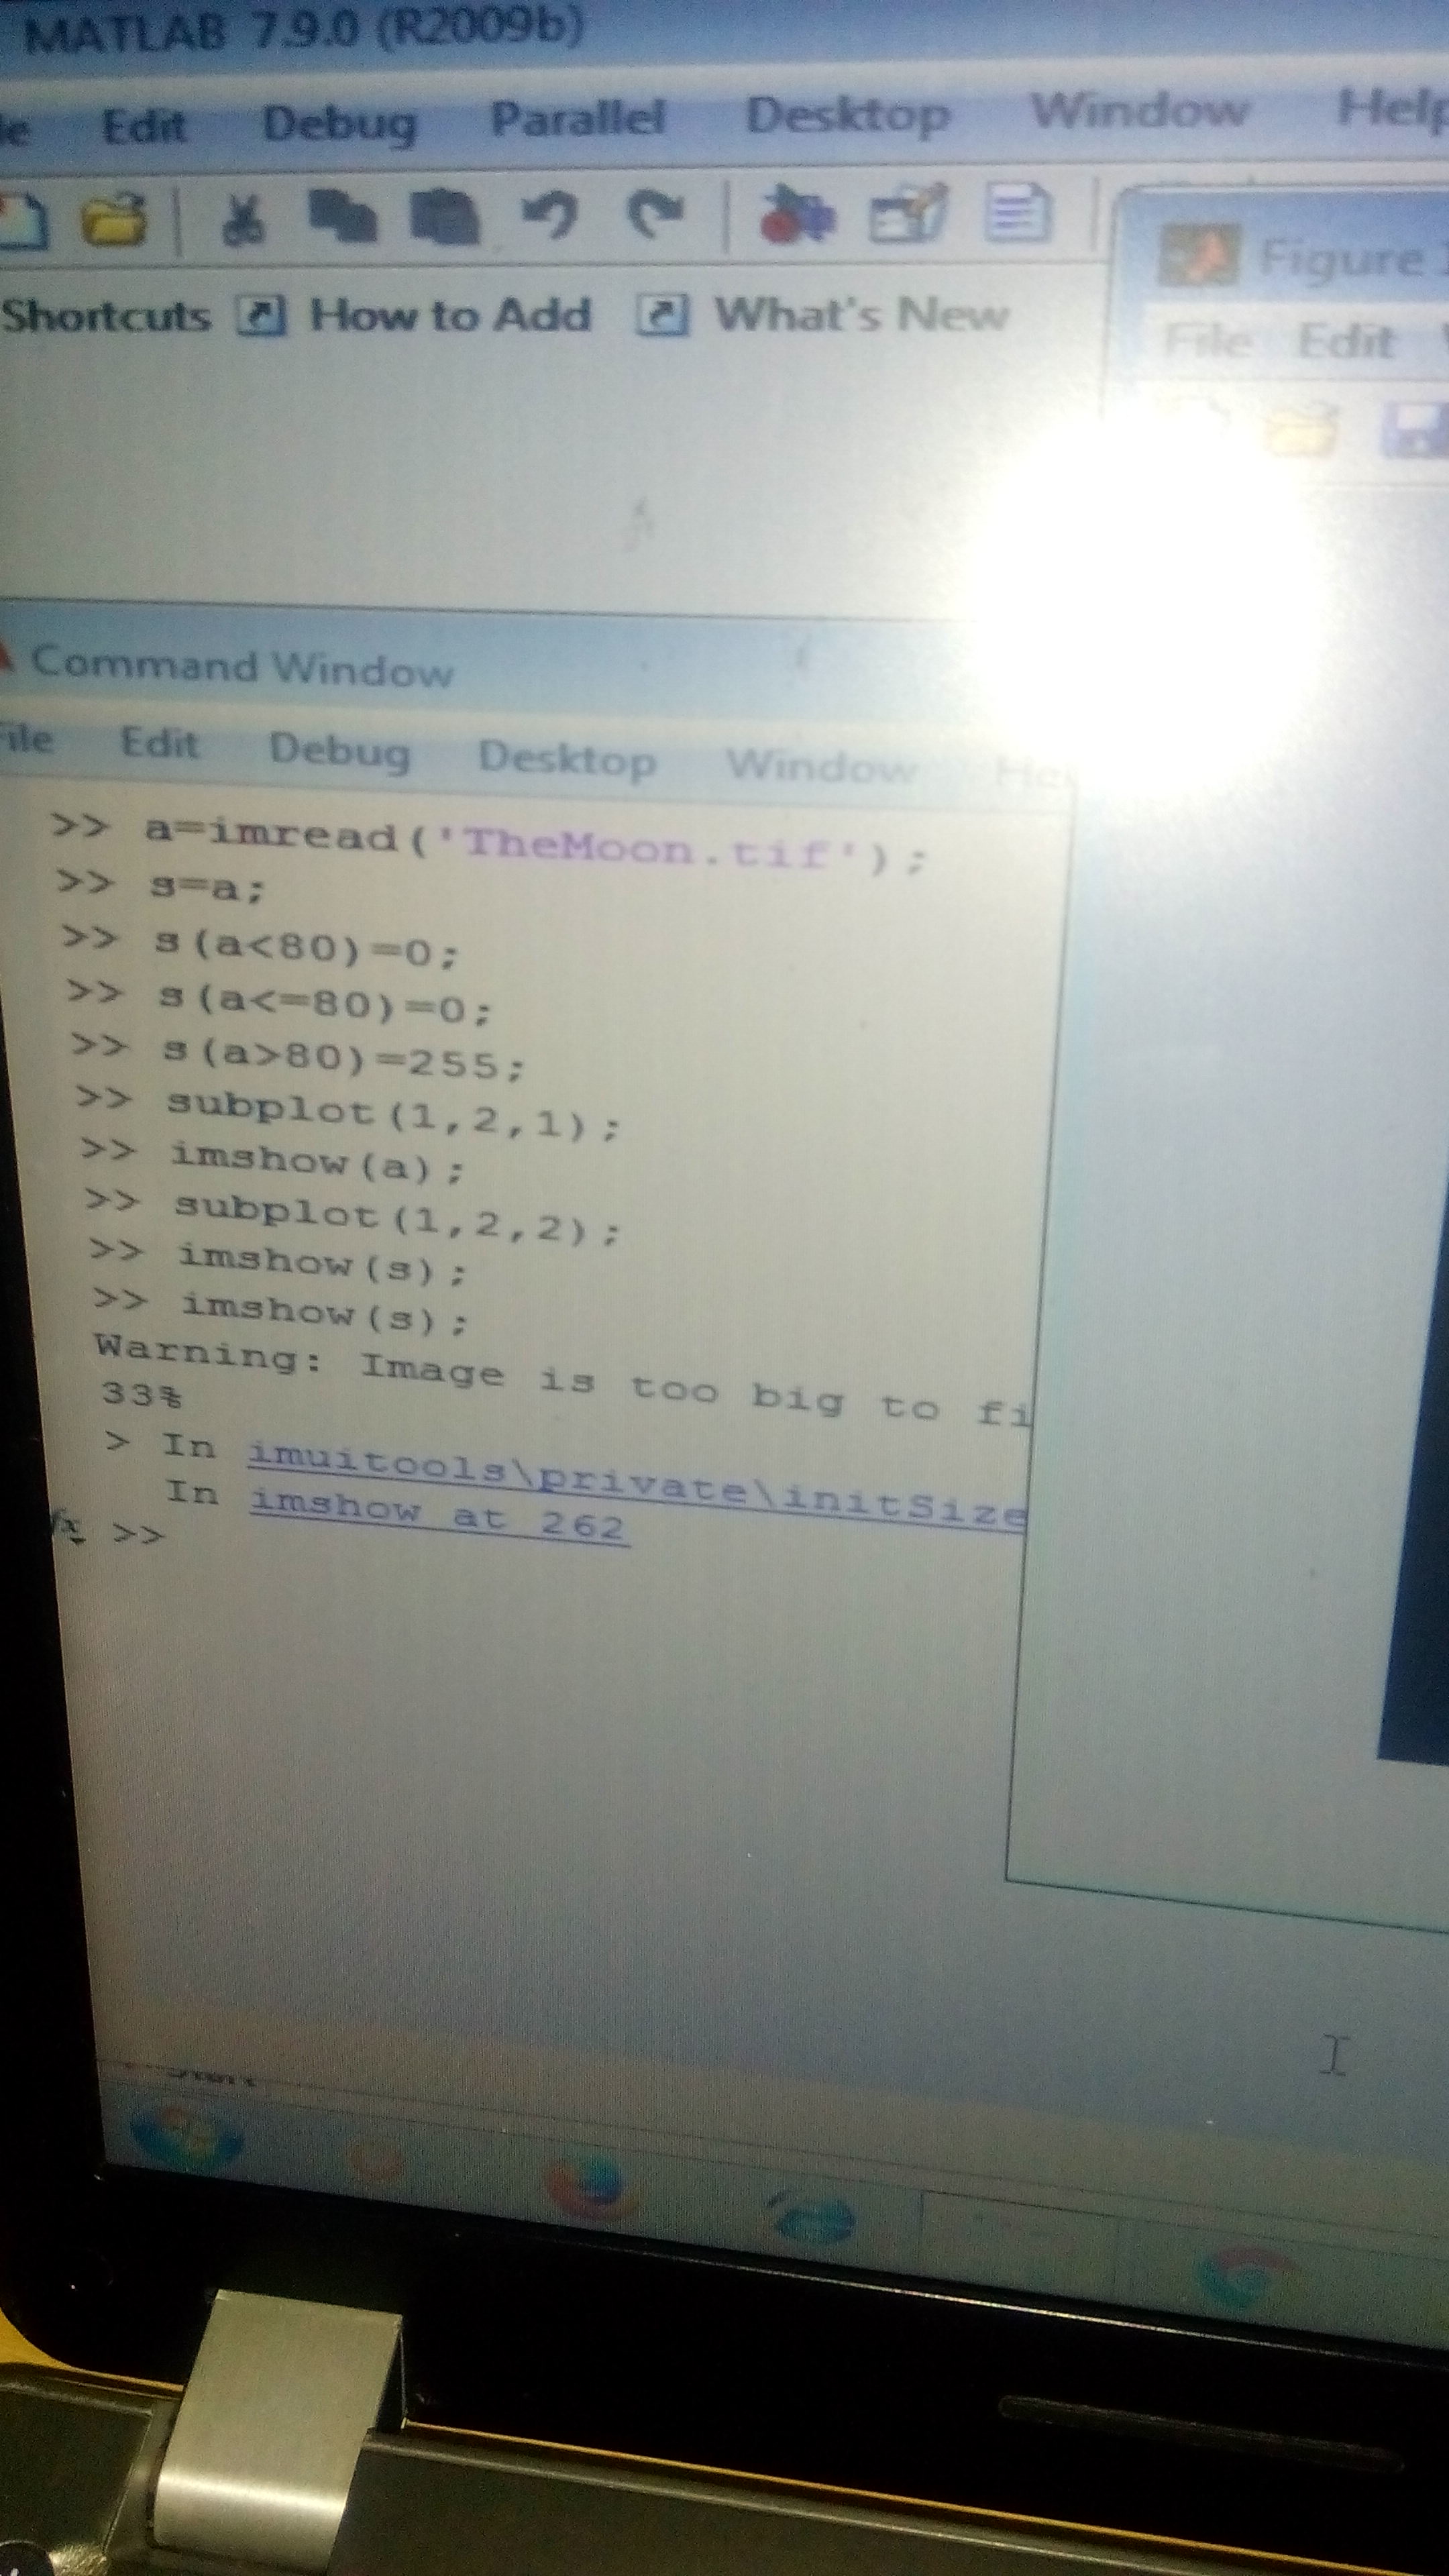 MATLAB 7.9.0 (R2009b)
le Edit Debug Parallel Desktop Window Help
Shortcuts How to Add What's New
Figure
File Edit
Command Window
File Edit Debug Desktop Window He
>> a=imread('TheMoon.tif');
>> s=a;
>> s(a<80)=0;
>> s(a<=80)=0;
>> s(a>80)=255;
>> subplot(1,2,1);
>> imshow(a);
>> subplot(1,2,2);
>> imshow(s);
>> imshow(s);
Warning: Image is too big to fi
33%
> In imuitools\private\initSize
In imshow at 262
fx >>